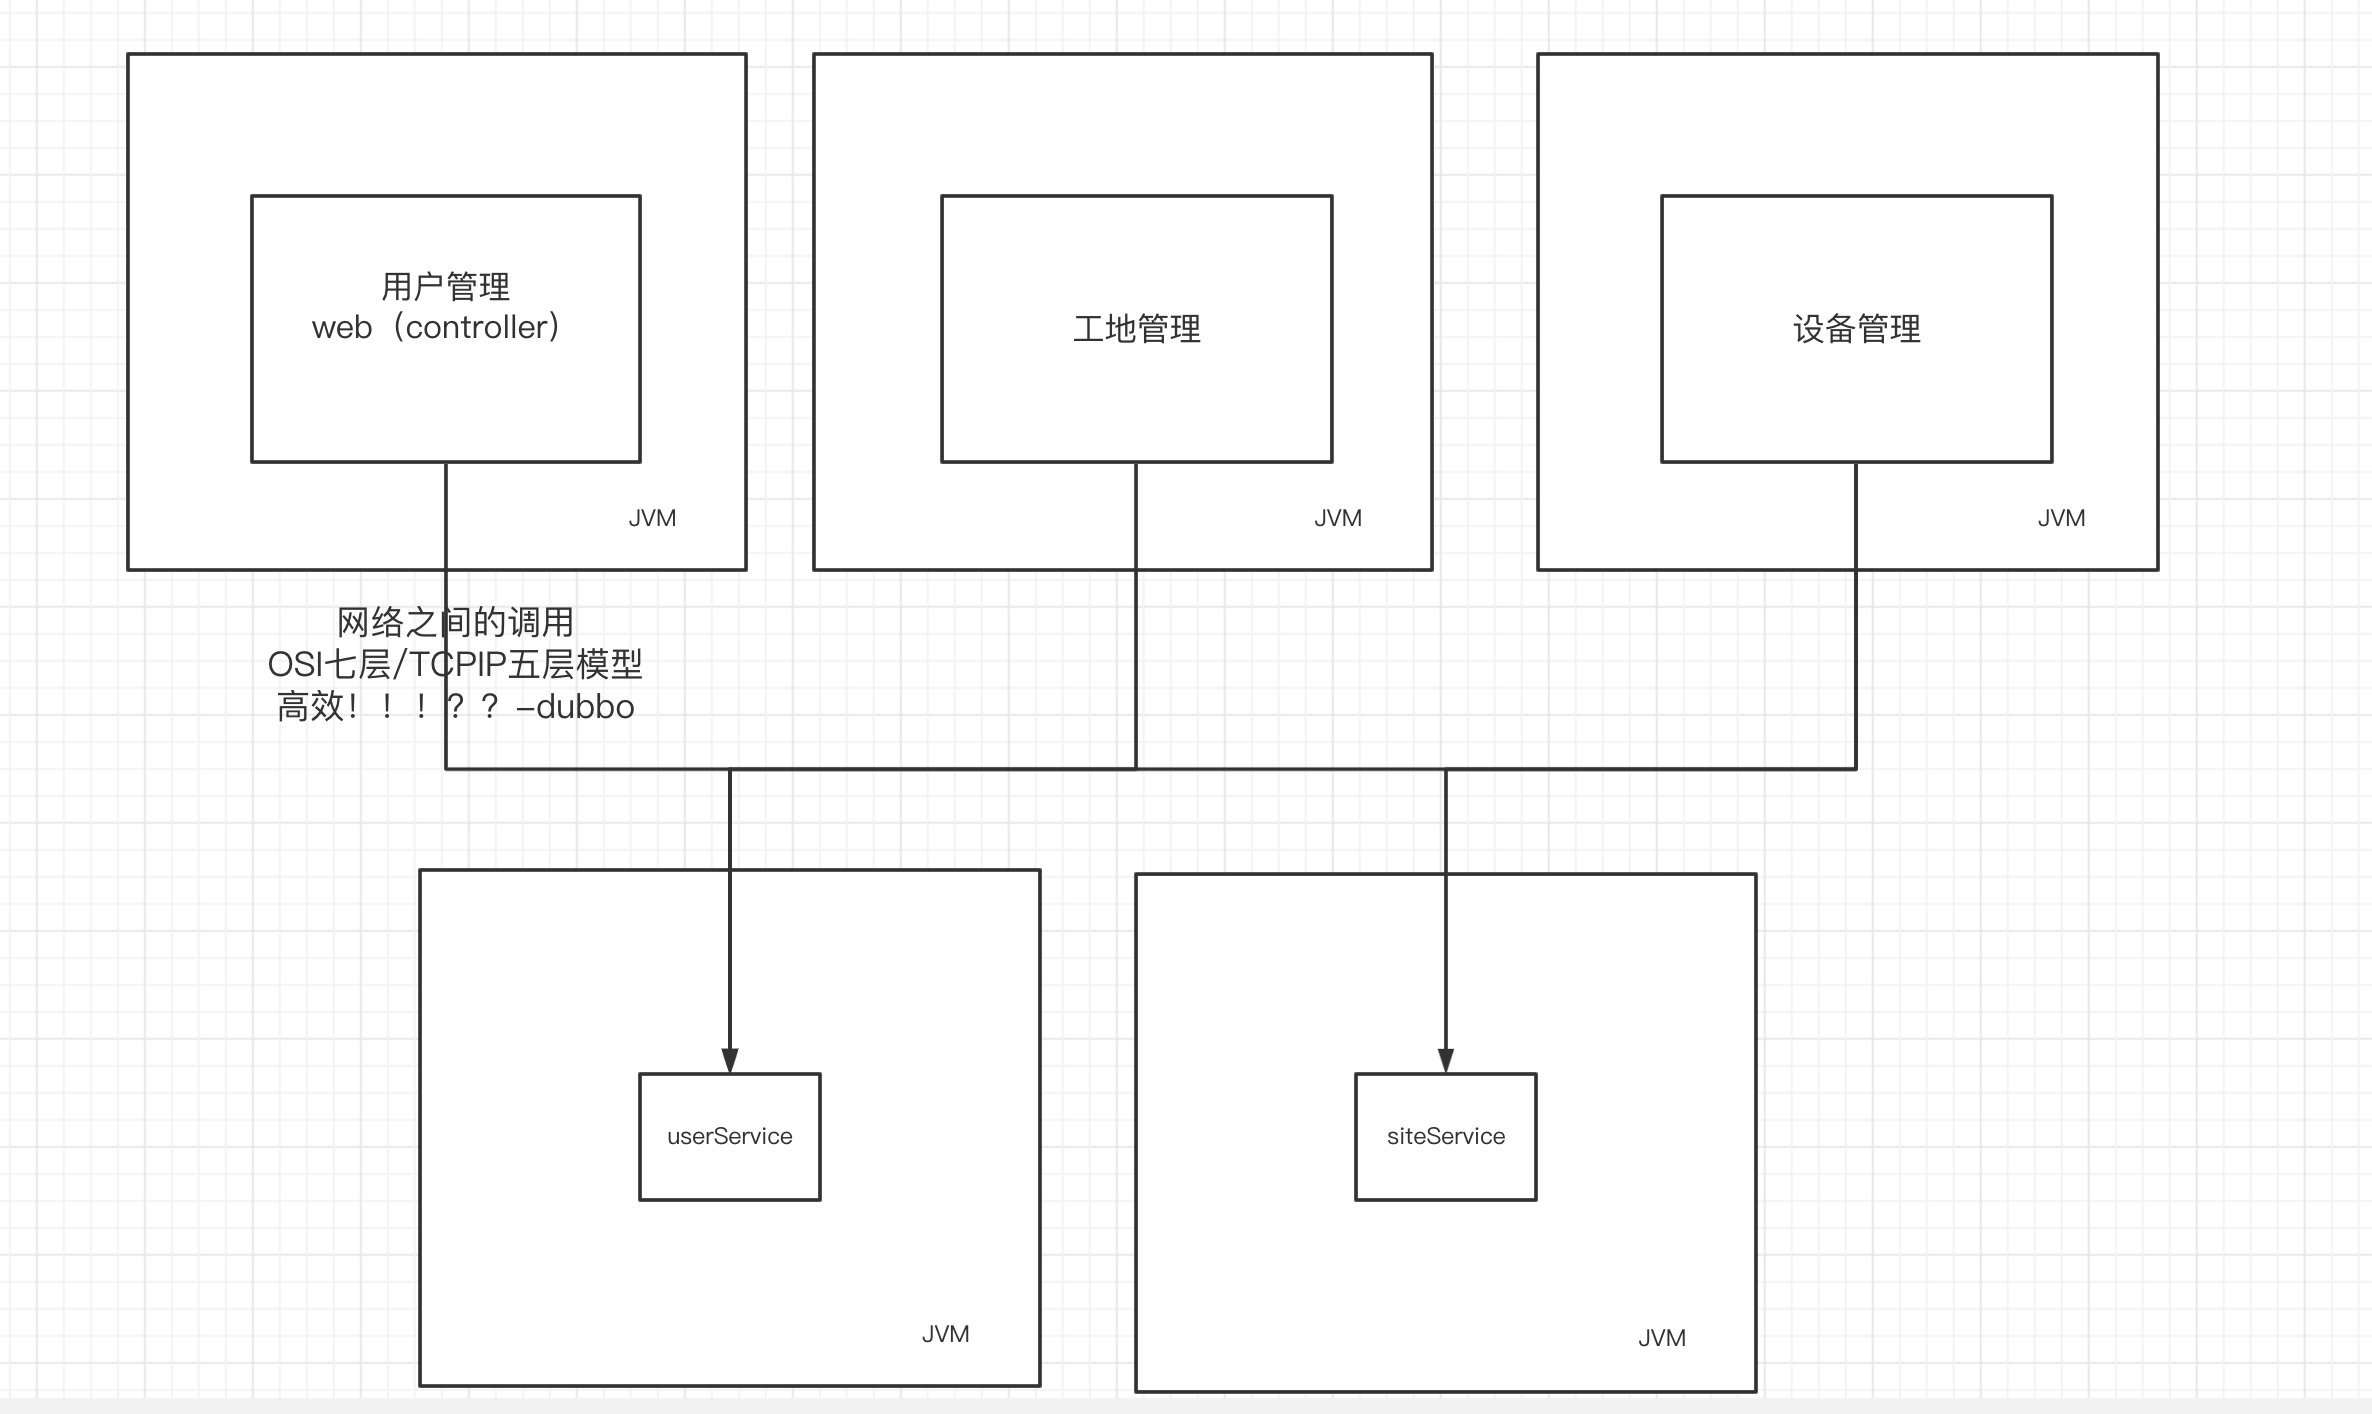 用户管理
web（controller）
工地管理
设备管理
JVM
JVM
JVM
网络之间的调用
OSI七层/TCPIP五层模型
高效！！！？？-dubbo
userService
siteService
JVM
JVM